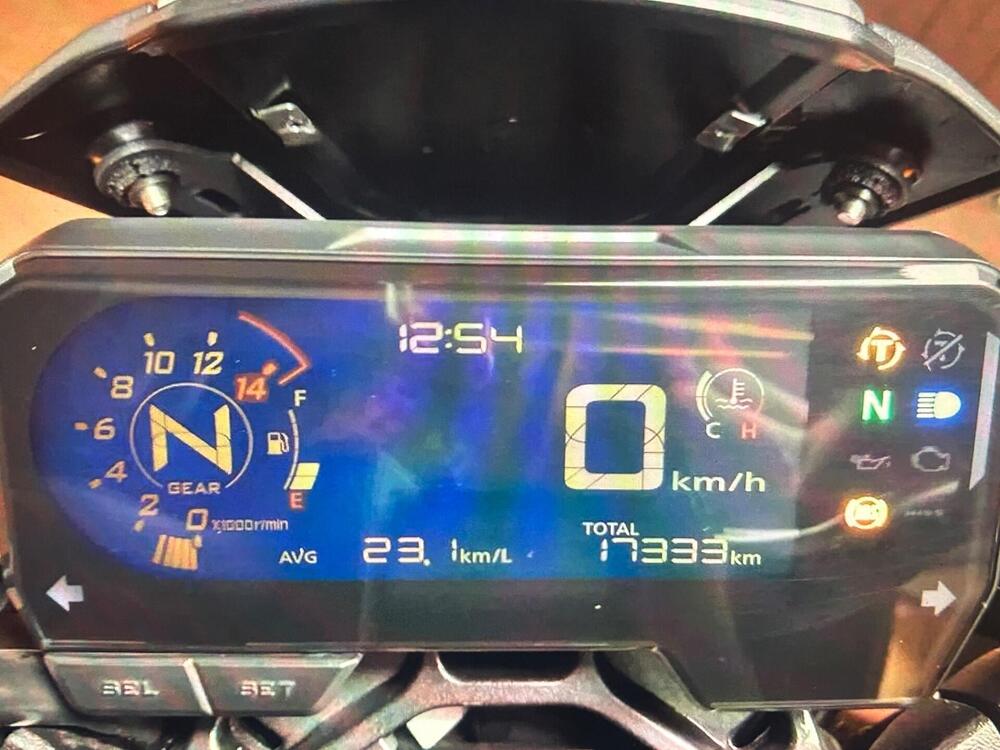 12:54
10 12
8 14
6 N F
4 C H
GEAR E
2 0 km/h
0 x1000r/min
TOTAL
AVG 23.1km/L 17333km
T
N
ABS
SEL SET